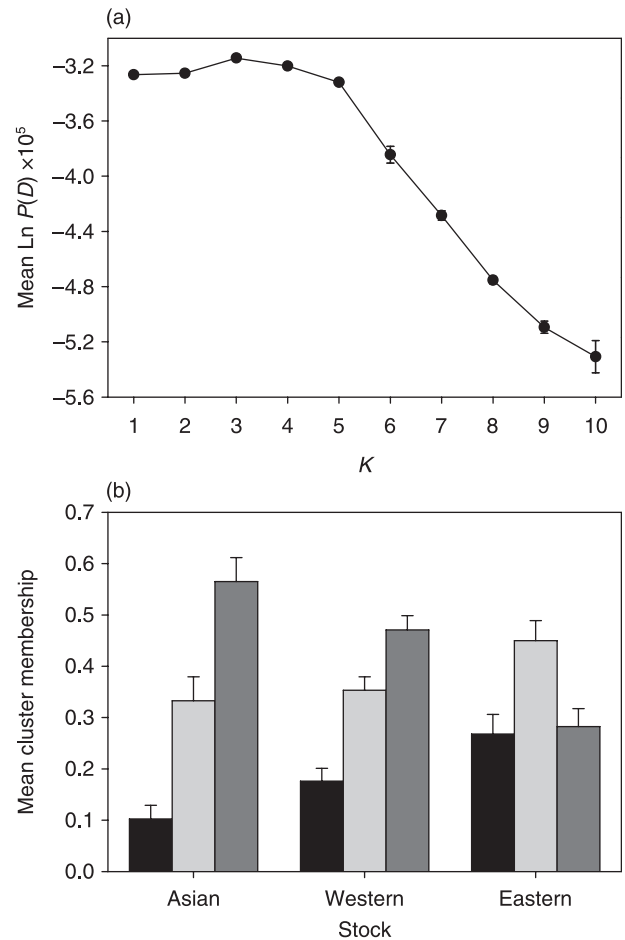 (a)
−3.2
−3.6
−4.0
−4.4
−4.8
−5.2
−5.6
Mean Ln P(D) ×10⁵
1 2 3 4 5 6 7 8 9 10
K
(b)
0.7
0.6
0.5
0.4
0.3
0.2
0.1
0.0
Mean cluster membership
Asian Western Eastern
Stock